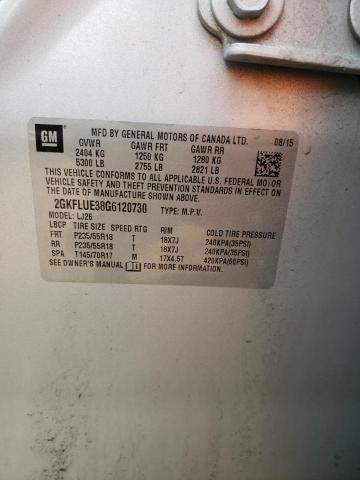 GM
MFD BY GENERAL MOTORS OF CANADA LTD. 08/15
GVWR GAWR FRT GAWR RR
2404 KG 1250 KG 1280 KG
5300 LB 2755 LB 2821 LB
THIS VEHICLE CONFORMS TO ALL APPLICABLE U.S. FEDERAL MOTOR
VEHICLE SAFETY AND THEFT PREVENTION STANDARDS IN EFFECT
ON THE DATE OF MANUFACTURE SHOWN ABOVE.
2GKFLUE38G6120730 TYPE: M.P.V.
MODEL: LJ26
LBCP TIRE SIZE SPEED RTG RIM COLD TIRE PRESSURE
FRT P235/55R18 T 18X7J 240KPA(35PSI)
RR P235/55R18 T 18X7J 240KPA(35PSI)
SPA T145/70R17 M 17X4.5T 420KPA(60PSI)
SEE OWNER'S MANUAL FOR MORE INFORMATION.